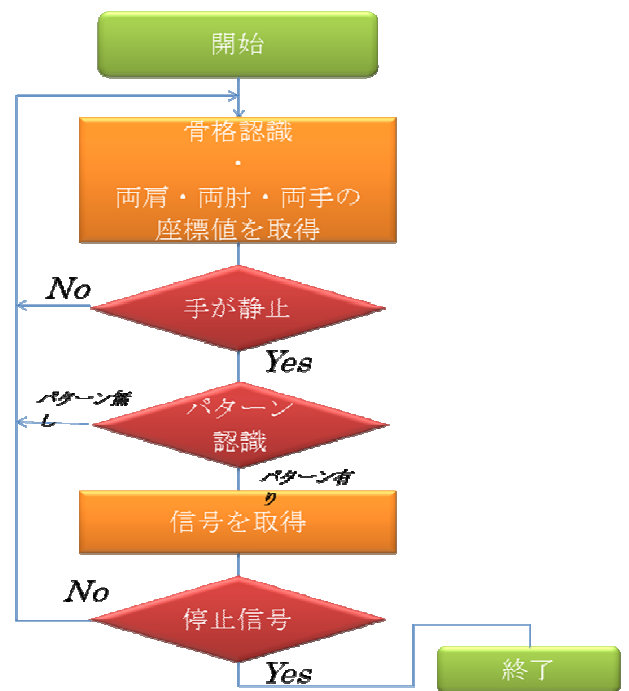 開始
骨格認識
・
両肩・両肘・両手の
座標値を取得
No
手が静止
Yes
パターン無
し
パターン
認識
パターン有
り
信号を取得
No
停止信号
Yes
終了